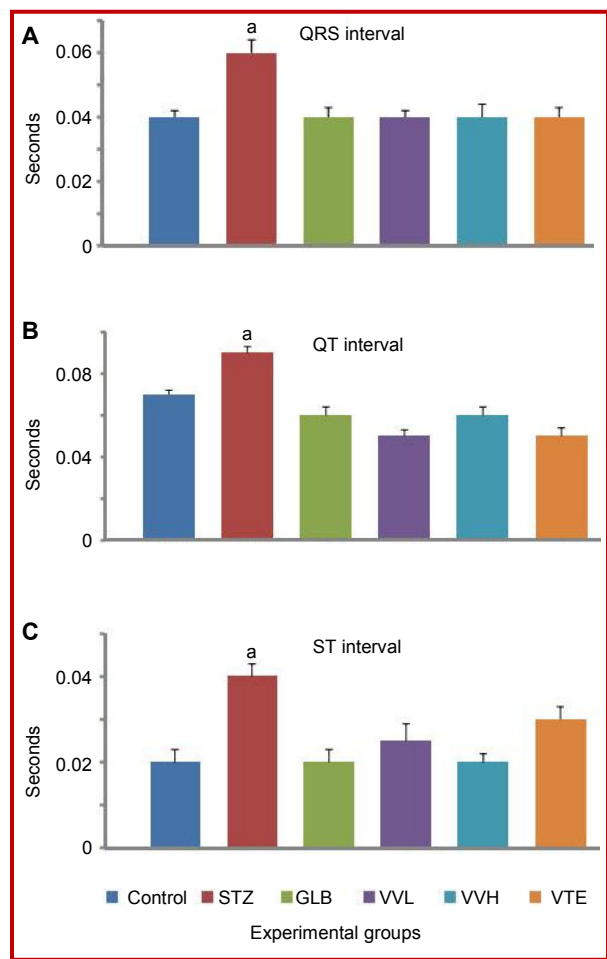 A
a
QRS interval
0.06
0.04
0.02
0
Seconds
B
a
QT interval
0.08
0.04
0
Seconds
C
a
ST interval
0.04
0.02
0
Seconds
Control STZ GLB VVL VVH VTE
Experimental groups